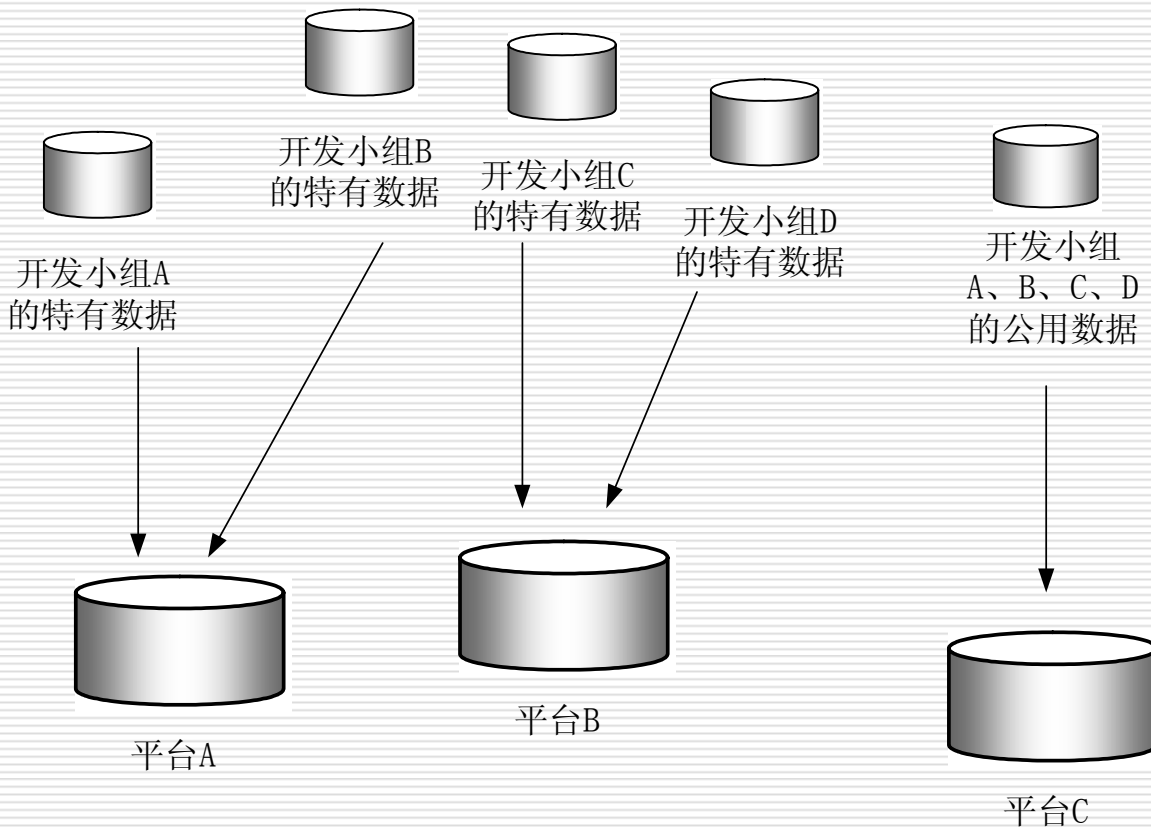 开发小组B
的特有数据
开发小组C
的特有数据
开发小组D
的特有数据
开发小组
A、B、C、D
的公用数据
开发小组A
的特有数据
平台A
平台B
平台C